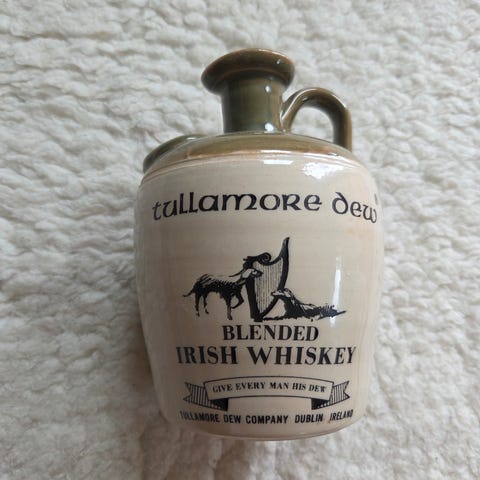 tullamore dew
BLENDED
IRISH WHISKEY
GIVE EVERY MAN HIS DEW
TULLAMORE DEW COMPANY DUBLIN IRELAND